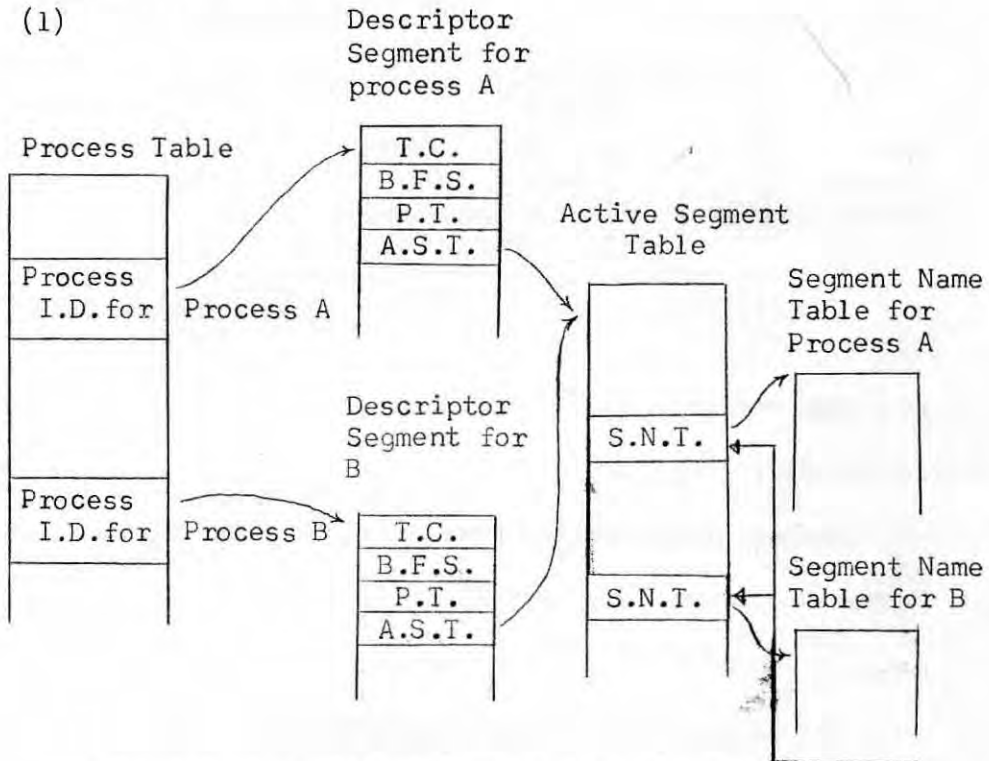 (1)
Descriptor
Segment for
process A
Process Table
T.C.
B.F.S.
P.T.
A.S.T.
Active Segment
Table
Process
I.D.for Process A
Segment Name
Table for
Process A
Descriptor
Segment for
B
S.N.T.
Process
I.D.for Process B
T.C.
B.F.S.
P.T.
A.S.T.
S.N.T.
Segment Name
Table for B